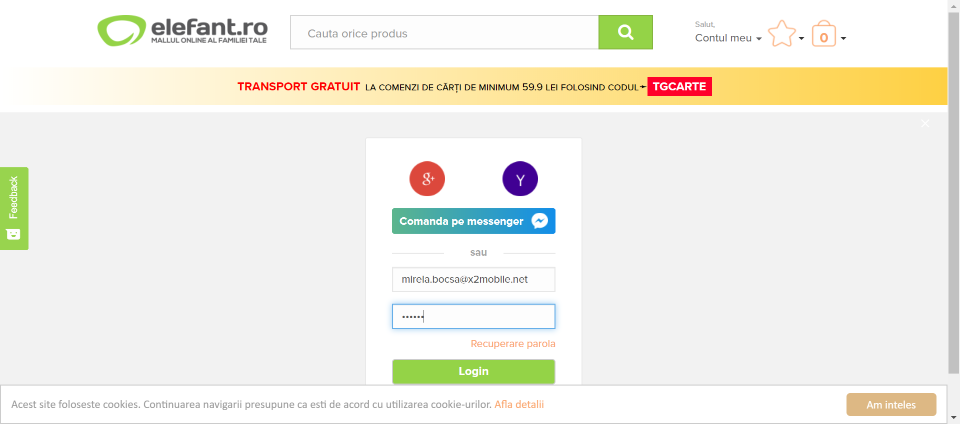 elefant.ro
MALLUL ONLINE AL FAMILIEI TALE
Cauta orice produs
Salut,
Contul meu
0
TRANSPORT GRATUIT LA COMENZI DE CĂRȚI DE MINIMUM 59.9 LEI FOLOSIND CODUL TGCARTE
Feedback
g+ Y
Comanda pe messenger
sau
mirela.bocsa@x2mobile.net
••••••
Recuperare parola
Login
Acest site foloseste cookies. Continuarea navigarii presupune ca esti de acord cu utilizarea cookie-urilor. Afla detalii
Am inteles